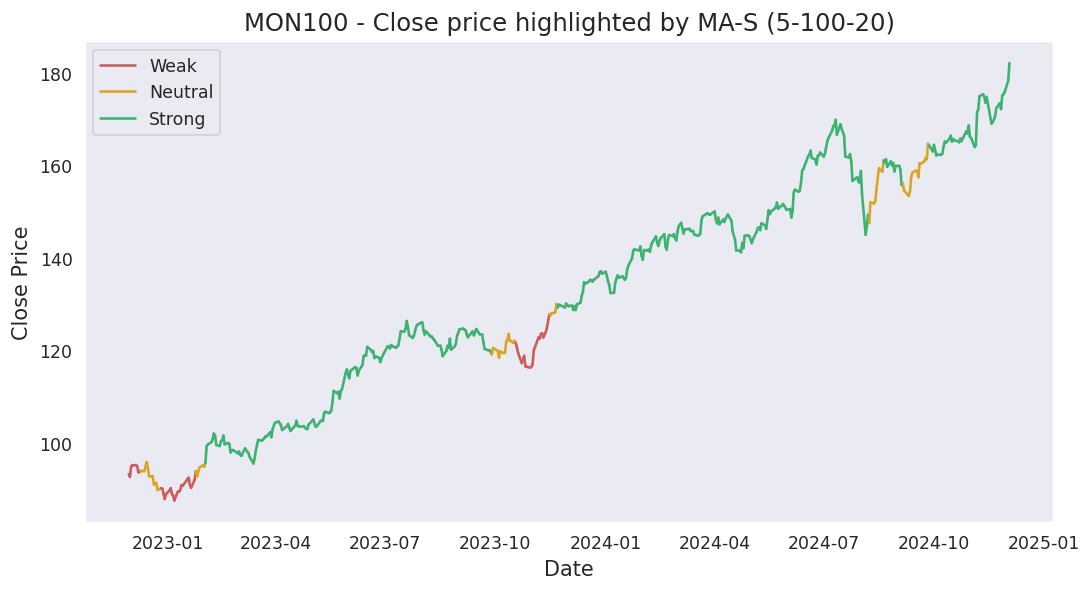 MON100 - Close price highlighted by MA-S (5-100-20)
Weak
Neutral
Strong
Close Price
180
160
140
120
100
2023-01
2023-04
2023-07
2023-10
2024-01
2024-04
2024-07
2024-10
2025-01
Date